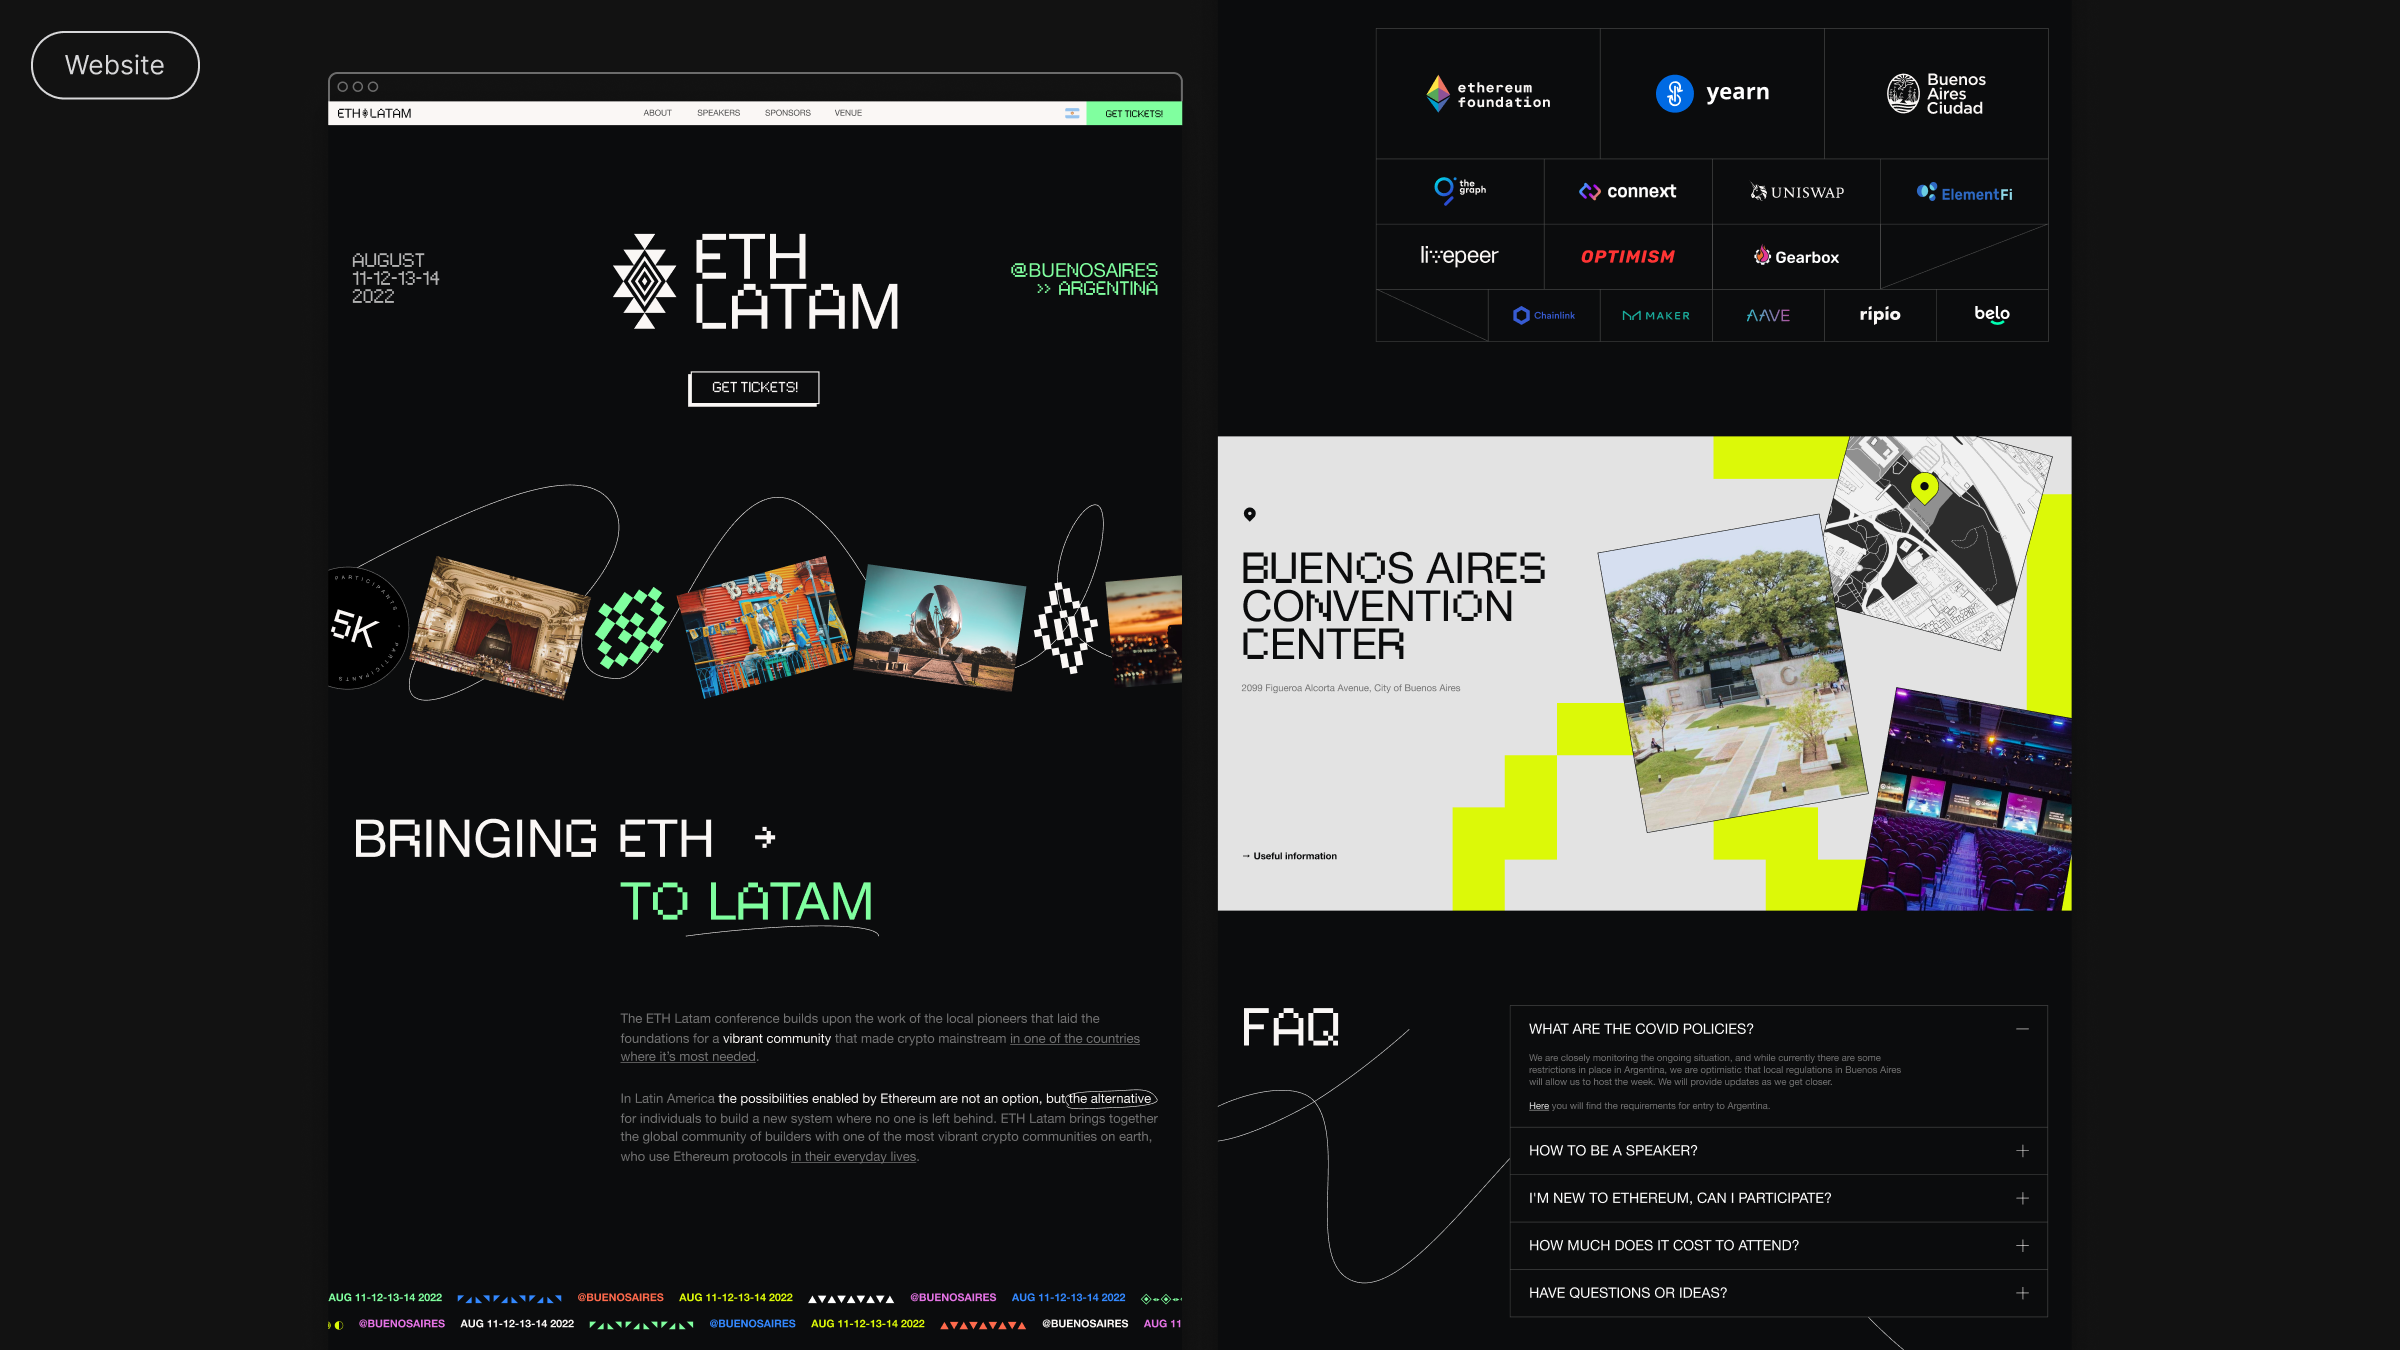 Website
ETH LATAM
ABOUT
SPEAKERS
SPONSORS
VENUE
GET TICKETS!
AUGUST
11-12-13-14
2022
ETH
LATAM
@BUENOSAIRES
>> ARGENTINA
GET TICKETS!
PARTICIPANTS · PARTICIPANTS
5K
BAR
BRINGING ETH →
TO LATAM
The ETH Latam conference builds upon the work of the local pioneers that laid the
foundations for a vibrant community that made crypto mainstream in one of the countries
where it's most needed.
In Latin America the possibilities enabled by Ethereum are not an option, but the alternative
for individuals to build a new system where no one is left behind. ETH Latam brings together
the global community of builders with one of the most vibrant crypto communities on earth,
who use Ethereum protocols in their everyday lives.
AUG 11-12-13-14 2022 @BUENOSAIRES AUG 11-12-13-14 2022 @BUENOSAIRES AUG 11-12-13-14 2022
@BUENOSAIRES AUG 11-12-13-14 2022 @BUENOSAIRES AUG 11-12-13-14 2022 @BUENOSAIRES AUG 11
ethereum
foundation
yearn
Buenos
Aires
Ciudad
the
graph
connext
UNISWAP
ElementFi
livepeer
OPTIMISM
Gearbox
Chainlink
MAKER
AAVE
ripio
belo
BUENOS AIRES
CONVENTION
CENTER
2099 Figueroa Alcorta Avenue, City of Buenos Aires
→ Useful information
E C
FAQ
WHAT ARE THE COVID POLICIES?
We are closely monitoring the ongoing situation, and while currently there are some
restrictions in place in Argentina, we are optimistic that local regulations in Buenos Aires
will allow us to host the week. We will provide updates as we get closer.
Here you will find the requirements for entry to Argentina.
HOW TO BE A SPEAKER?
I'M NEW TO ETHEREUM, CAN I PARTICIPATE?
HOW MUCH DOES IT COST TO ATTEND?
HAVE QUESTIONS OR IDEAS?